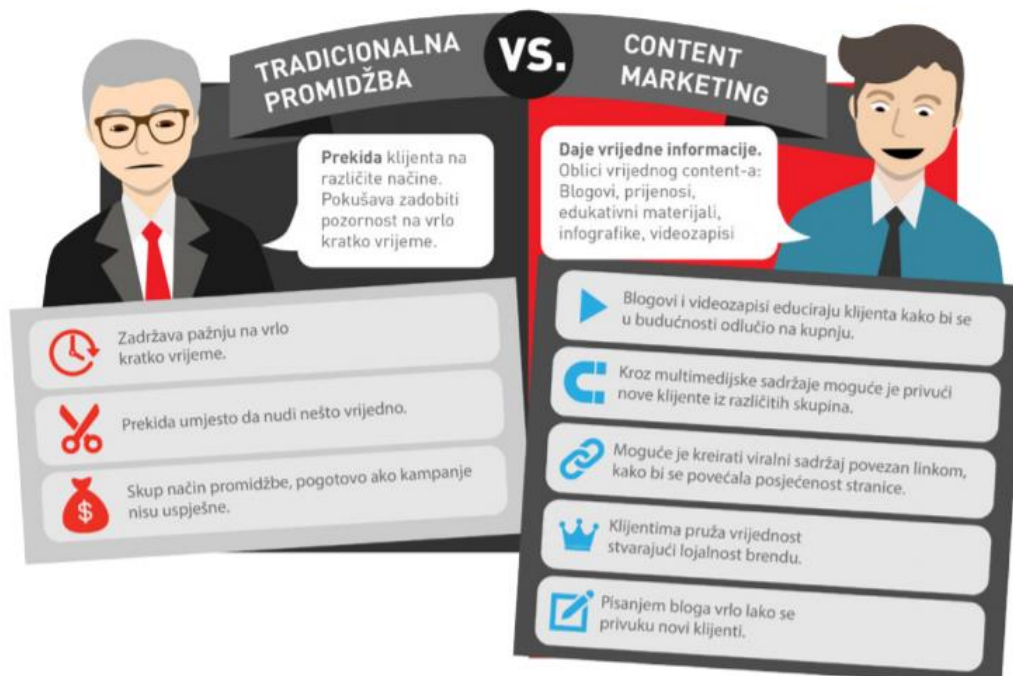 TRADICIONALNA
PROMIDŽBA
VS.
CONTENT
MARKETING
Prekida klijenta na
različite načine.
Pokušava zadobiti
pozornost na vrlo
kratko vrijeme.
Daje vrijedne informacije.
Oblici vrijednog content-a:
Blogovi, prijenosi,
edukativni materijali,
infografike, videozapisi
Zadržava pažnju na vrlo
kratko vrijeme.
Prekida umjesto da nudi nešto vrijedno.
Skup način promidžbe, pogotovo ako kampanje
nisu uspješne.
$
Blogovi i videozapisi educiraju klijenta kako bi se
u budućnosti odlučio na kupnju.
Kroz multimedijske sadržaje moguće je privući
nove klijente iz različitih skupina.
Moguće je kreirati viralni sadržaj povezan linkom,
kako bi se povećala posjećenost stranice.
Klijentima pruža vrijednost
stvarajući lojalnost brendu.
Pisanjem bloga vrlo lako se
privuku novi klijenti.